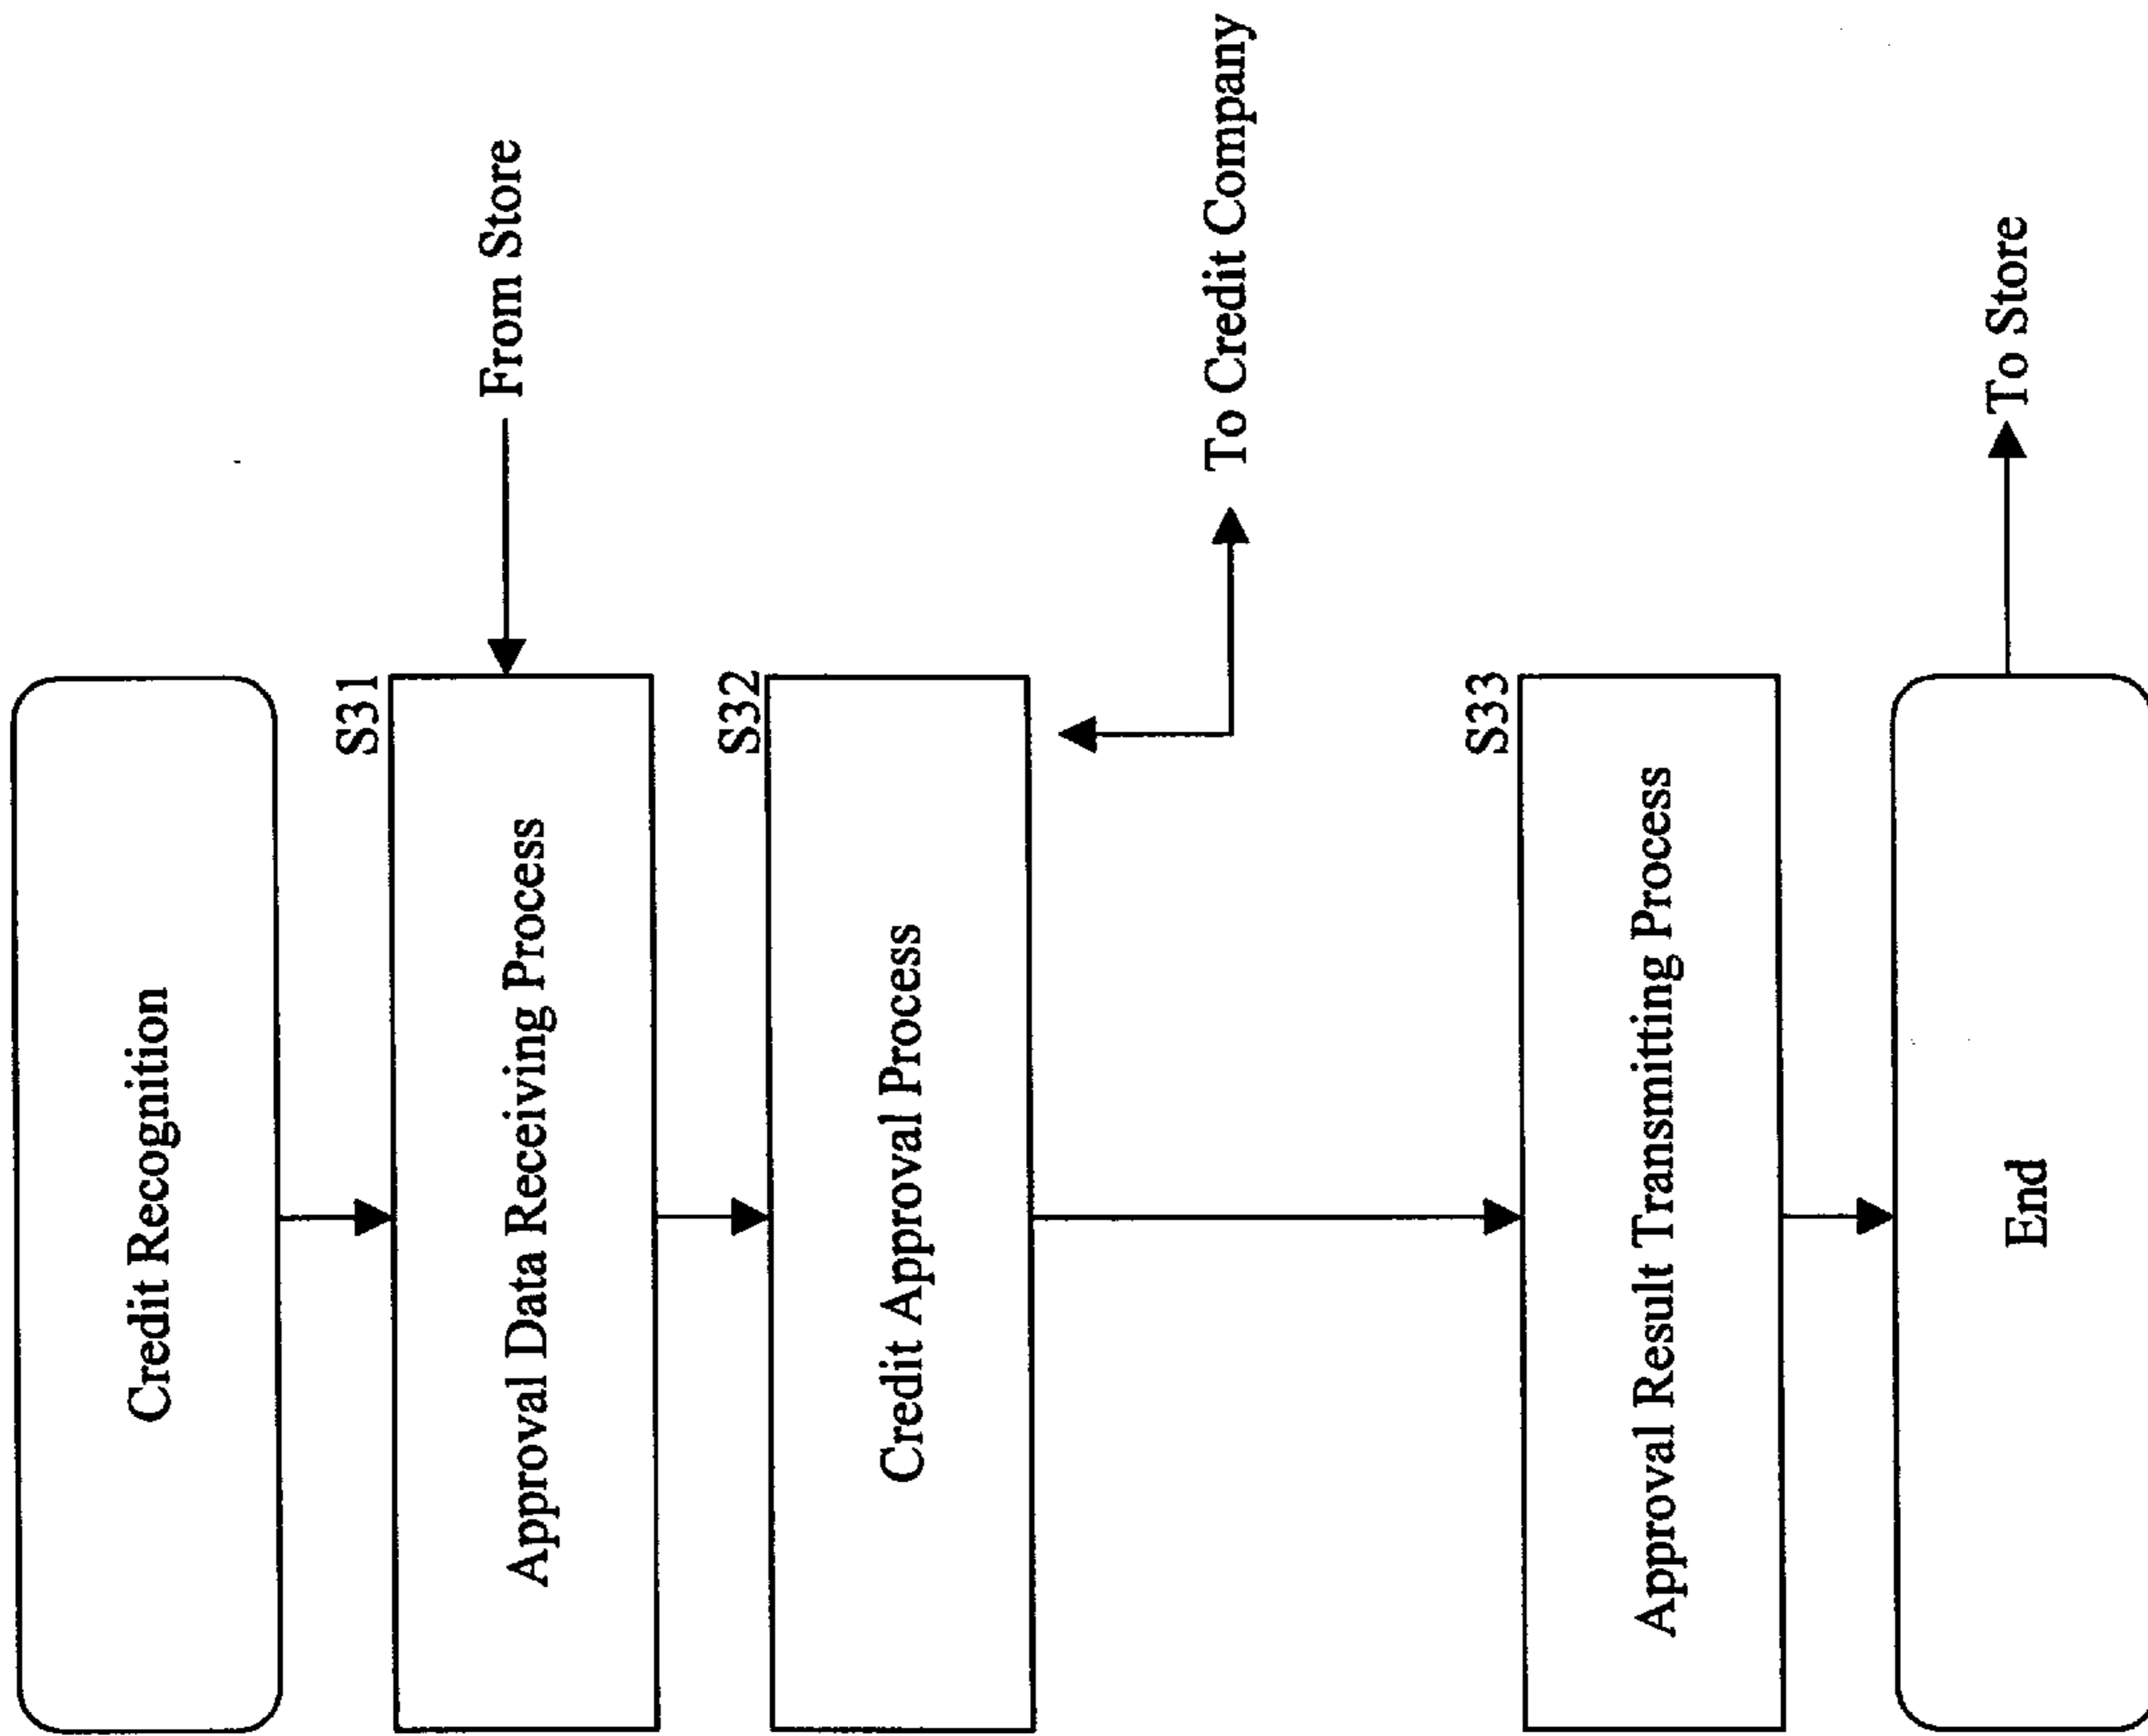 Credit Recognition
S31
Approval Data Receiving Process
From Store
S32
Credit Approval Process
To Credit Company
S33
Approval Result Transmitting Process
End
To Store